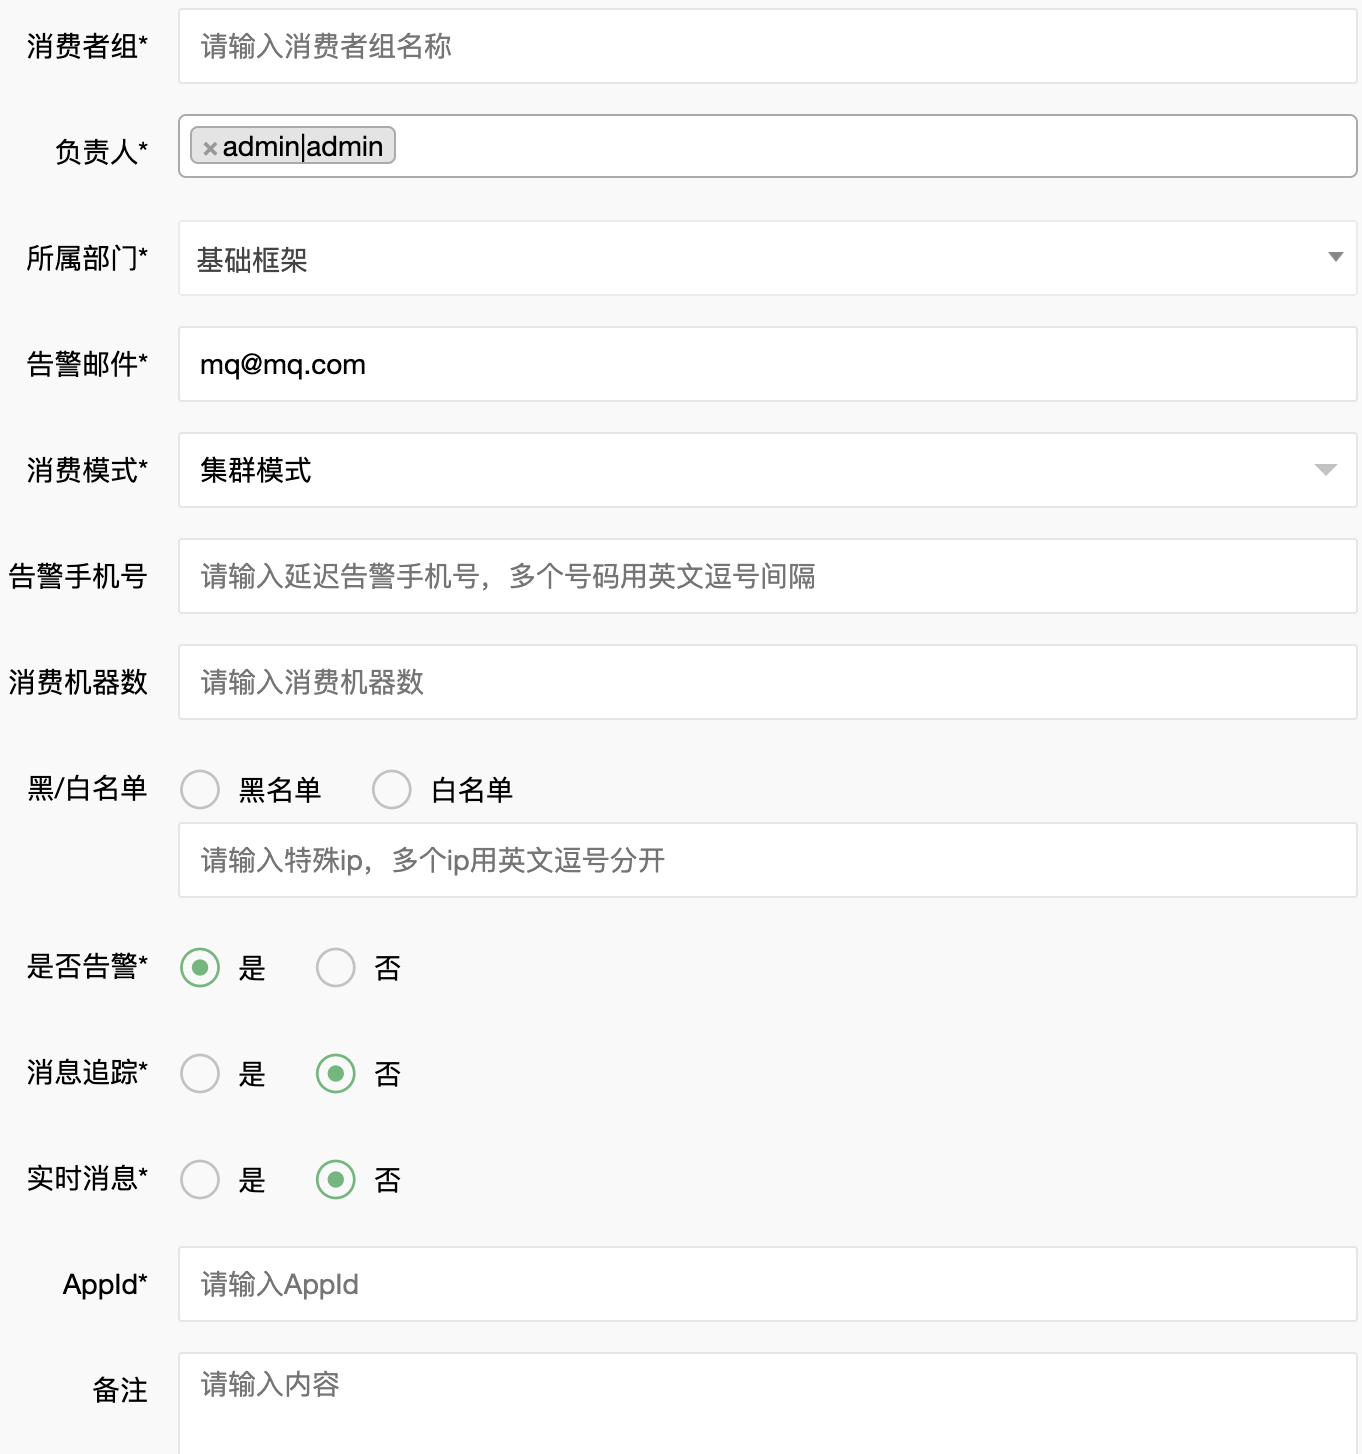 消费者组* 请输入消费者组名称
负责人* ×admin|admin
所属部门* 基础框架
告警邮件* mq@mq.com
消费模式* 集群模式
告警手机号 请输入延迟告警手机号，多个号码用英文逗号间隔
消费机器数 请输入消费机器数
黑/白名单 黑名单 白名单
请输入特殊ip，多个ip用英文逗号分开
是否告警* 是 否
消息追踪* 是 否
实时消息* 是 否
AppId* 请输入AppId
备注 请输入内容